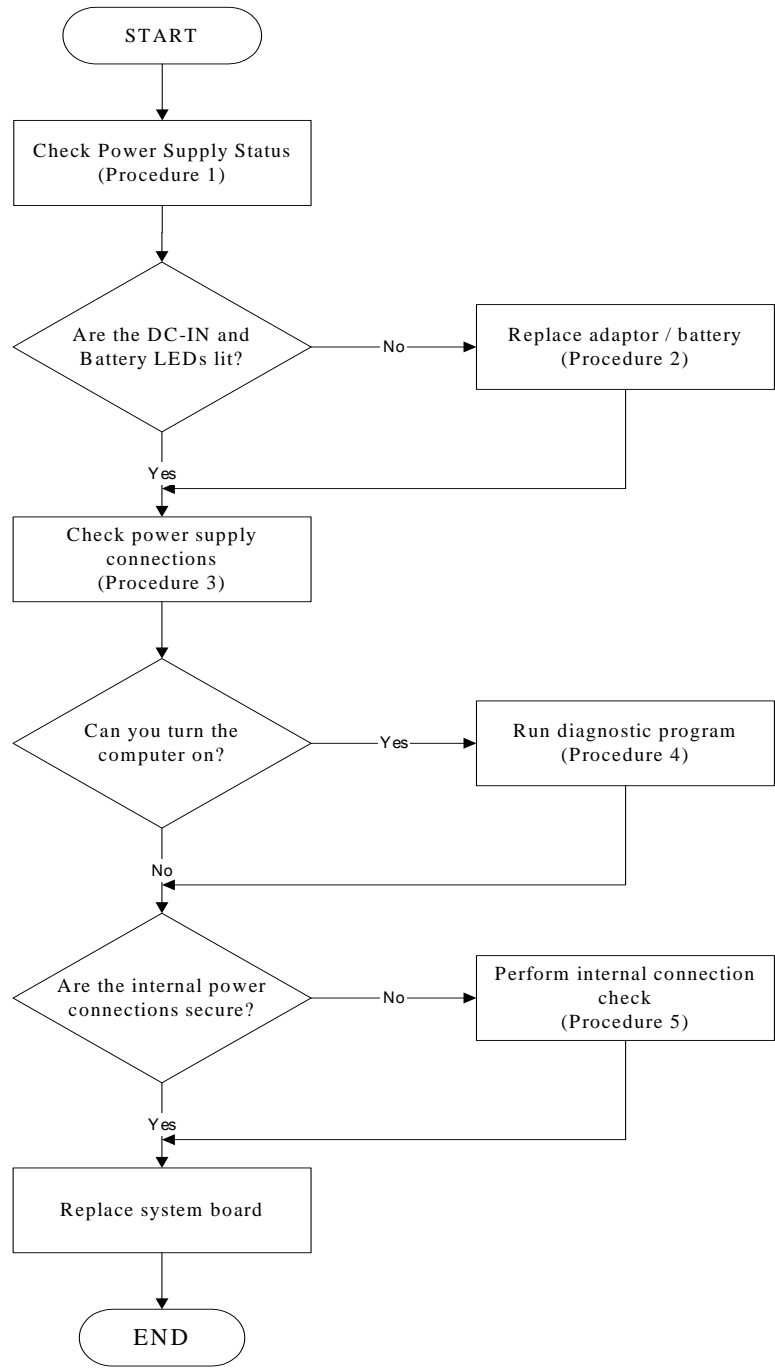 START
Check Power Supply Status
(Procedure 1)
Are the DC-IN and
Battery LEDs lit?
No
Replace adaptor / battery
(Procedure 2)
Yes
Check power supply
connections
(Procedure 3)
Can you turn the
computer on?
Yes
Run diagnostic program
(Procedure 4)
No
Are the internal power
connections secure?
No
Perform internal connection
check
(Procedure 5)
Yes
Replace system board
END